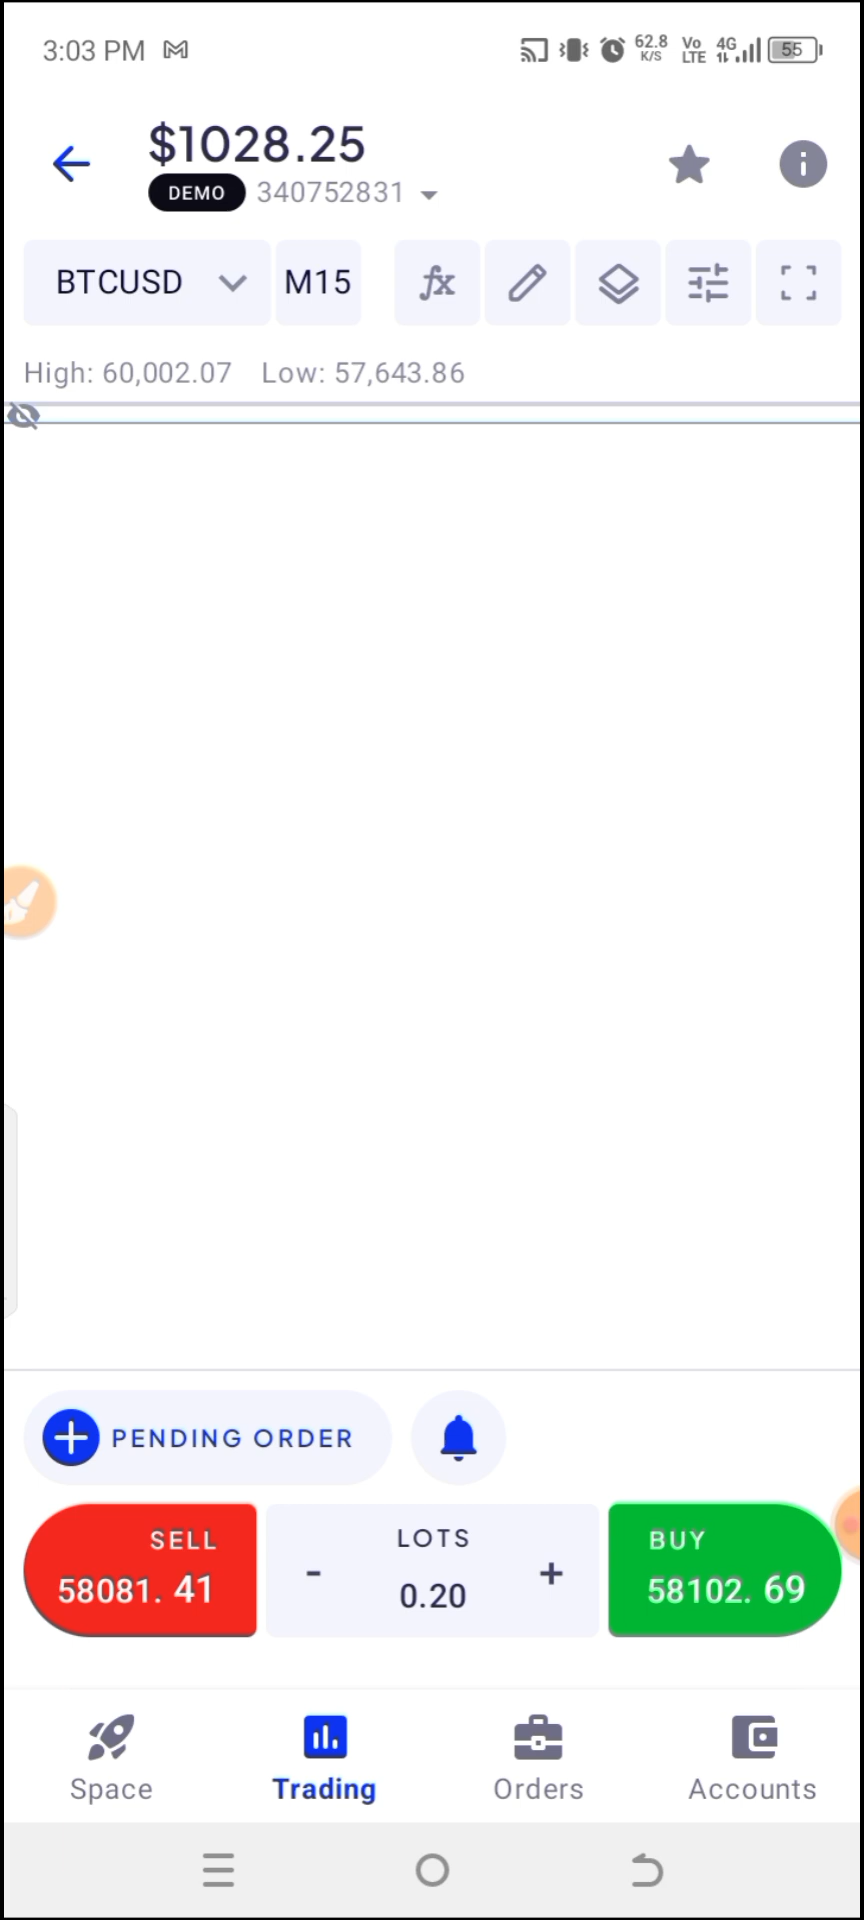 3:03 PM 62.8 K/S Vo LTE 4G 55
$1028.25
DEMO 340752831
BTCUSD M15 fx
High: 60,002.07 Low: 57,643.86
PENDING ORDER
SELL LOTS BUY
58081. 41 - 0.20 + 58102. 69
Space Trading Orders Accounts